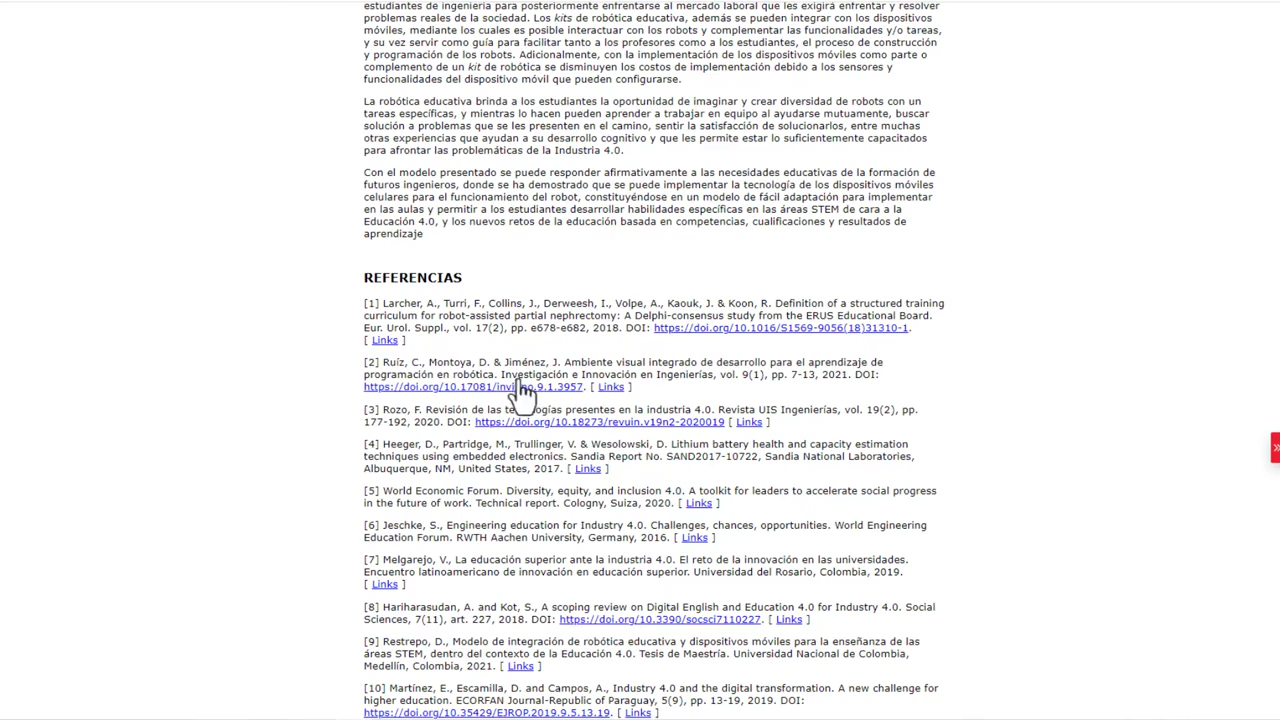 estudiantes de ingeniería para posteriormente enfrentarse al mercado laboral que les exigirá enfrentar y resolver
problemas reales de la sociedad. Los kits de robótica educativa, además se pueden integrar con los dispositivos
móviles, mediante los cuales es posible interactuar con los robots y complementar las funcionalidades y/o tareas,
y su vez servir como guía para facilitar tanto a los profesores como a los estudiantes, el proceso de construcción
y programación de los robots. Adicionalmente, con la implementación de los dispositivos móviles como parte o
complemento de un kit de robótica se disminuyen los costos de implementación debido a los sensores y
funcionalidades del dispositivo móvil que pueden configurarse.
La robótica educativa brinda a los estudiantes la oportunidad de imaginar y crear diversidad de robots con un
tareas específicas, y mientras lo hacen pueden aprender a trabajar en equipo al ayudarse mutuamente, buscar
solución a problemas que se les presenten en el camino, sentir la satisfacción de solucionarlos, entre muchas
otras experiencias que ayudan a su desarrollo cognitivo y que les permite estar lo suficientemente capacitados
para afrontar las problemáticas de la Industria 4.0.
Con el modelo presentado se puede responder afirmativamente a las necesidades educativas de la formación de
futuros ingenieros, donde se ha demostrado que se puede implementar la tecnología de los dispositivos móviles
celulares para el funcionamiento del robot, constituyéndose en un modelo de fácil adaptación para implementar
en las aulas y permitir a los estudiantes desarrollar habilidades específicas en las áreas STEM de cara a la
Educación 4.0, y los nuevos retos de la educación basada en competencias, cualificaciones y resultados de
aprendizaje
REFERENCIAS
[1] Larcher, A., Turri, F., Collins, J., Derweesh, I., Volpe, A., Kaouk, J. & Koon, R. Definition of a structured training
curriculum for robot-assisted partial nephrectomy: A Delphi-consensus study from the ERUS Educational Board.
Eur. Urol. Suppl., vol. 17(2), pp. e678-e682, 2018. DOI: https://doi.org/10.1016/S1569-9056(18)31310-1.
[ Links ]
[2] Ruíz, C., Montoya, D. & Jiménez, J. Ambiente visual integrado de desarrollo para el aprendizaje de
programación en robótica. Investigación e Innovación en Ingenierías, vol. 9(1), pp. 7-13, 2021. DOI:
[ Links ]
[3] Rozo, F. Revisión de las presentes en la industria 4.0. Revista UIS Ingenierías, vol. 19(2), pp.
177-192, 2020. DOI: https://doi.org/10.18273/revuin.v19n2-2020019 [ Links ]
[4] Heeger, D., Partridge, M., Trullinger, V. & Wesolowski, D. Lithium battery health and capacity estimation
techniques using embedded electronics. Sandia Report No. SAND2017-10722, Sandia National Laboratories,
Albuquerque, NM, United States, 2017. [ Links ]
[5] World Economic Forum. Diversity, equity, and inclusion 4.0. A toolkit for leaders to accelerate social progress
in the future of work. Technical report. Cologny, Suiza, 2020. [ Links ]
[6] Jeschke, S., Engineering education for Industry 4.0. Challenges, chances, opportunities. World Engineering
Education Forum. RWTH Aachen University, Germany, 2016. [ Links ]
[7] Melgarejo, V., La educación superior ante la industria 4.0. El reto de la innovación en las universidades.
Encuentro latinoamericano de innovación en educación superior. Universidad del Rosario, Colombia, 2019.
[ Links ]
[8] Hariharasudan, A. and Kot, S., A scoping review on Digital English and Education 4.0 for Industry 4.0. Social
Sciences, 7(11), art. 227, 2018. DOI: https://doi.org/10.3390/socsci7110227. [ Links ]
[9] Restrepo, D., Modelo de integración de robótica educativa y dispositivos móviles para la enseñanza de las
áreas STEM, dentro del contexto de la Educación 4.0. Tesis de Maestría. Universidad Nacional de Colombia,
Medellín, Colombia, 2021. [ Links ]
[10] Martínez, E., Escamilla, D. and Campos, A., Industry 4.0 and the digital transformation. A new challenge for
higher education. ECORFAN Journal-Republic of Paraguay, 5(9), pp. 13-19, 2019. DOI:
https://doi.org/10.35429/EJROP.2019.9.5.13.19. [ Links ]